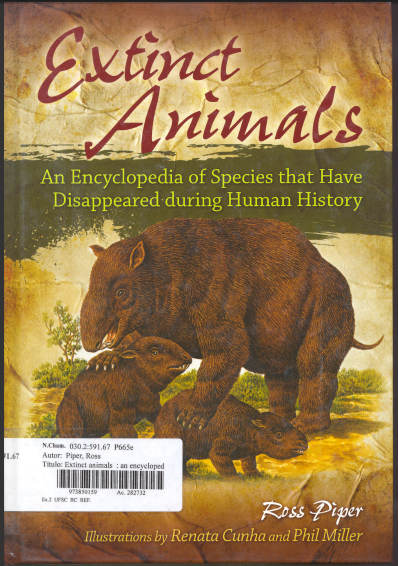 Extinct
Animals
An Encyclopedia of Species that Have
Disappeared during Human History
N.Cham. 030.2:591.67 P665e
Autor: Piper, Ross
Título: Extinct animals : an encycloped
973850159 Ac. 282732
Ex.2 UFSC BC REF.
91.67
Ross Piper
Illustrations by Renata Cunha and Phil Miller